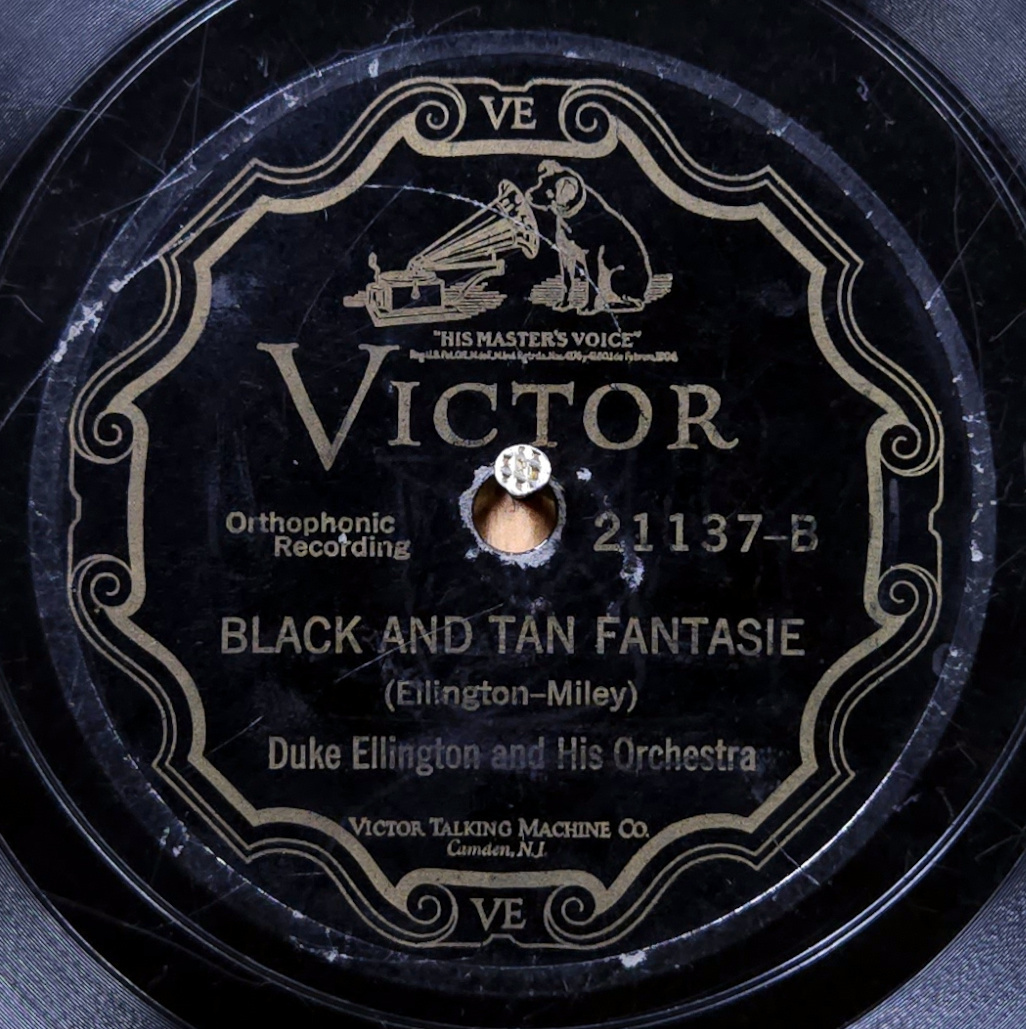 VE
"HIS MASTER'S VOICE"
VICTOR
Orthophonic
Recording
21137-B
BLACK AND TAN FANTASIE
(Ellington-Miley)
Duke Ellington and His Orchestra
VICTOR TALKING MACHINE CO.
Camden, N.J.
VE